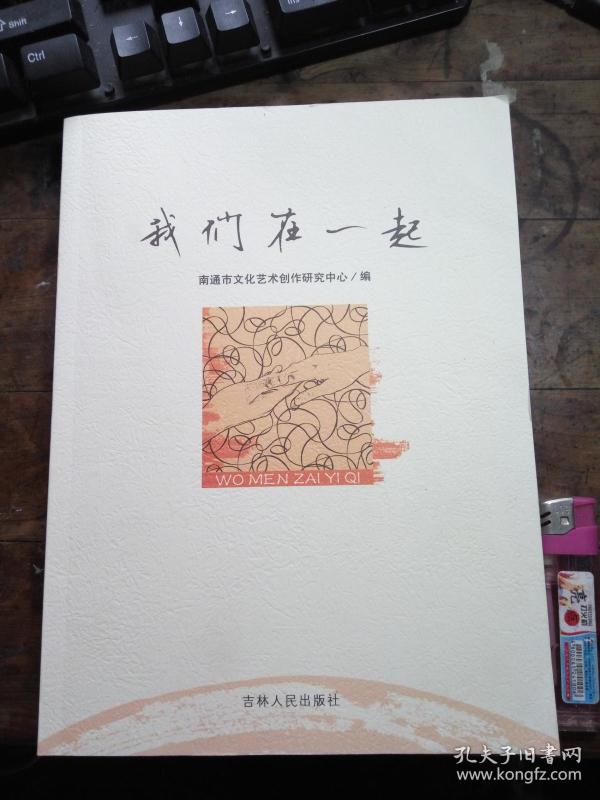 Shift
Ctrl
我们在一起
南通市文化艺术创作研究中心/编
WO MEN ZAI YI QI
吉林人民出版社
孔夫子旧书网
www.kongfz.com